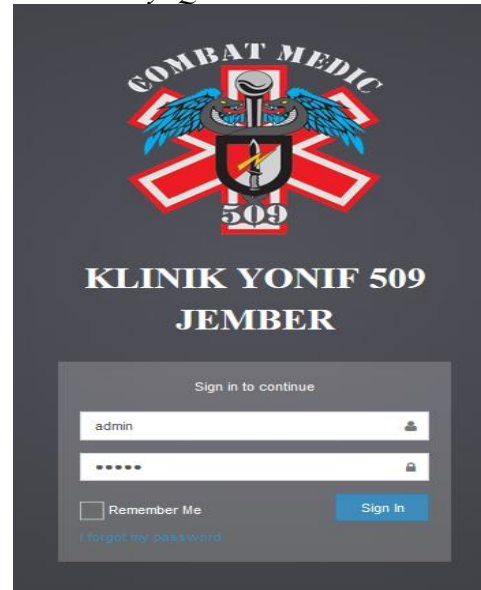 COMBAT MEDIC
509
KLINIK YONIF 509
JEMBER
Sign in to continue
admin
•••••
Remember Me
Sign In
I forgot my password